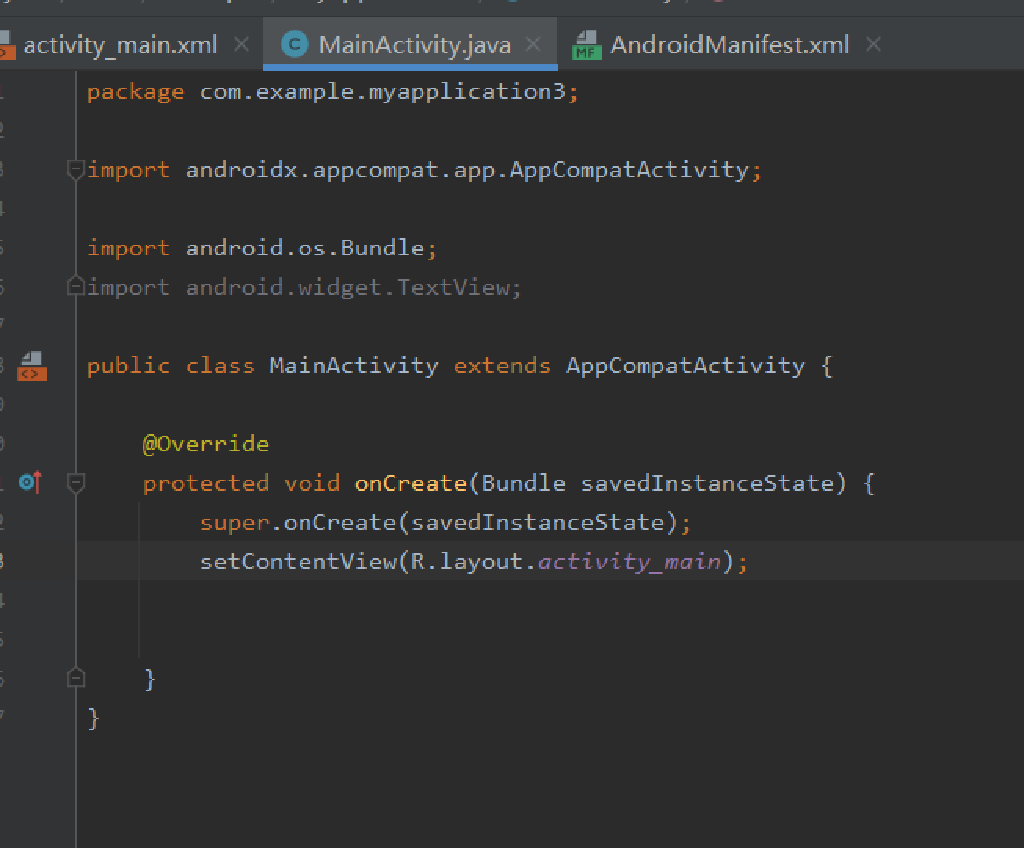 activity_main.xml MainActivity.java AndroidManifest.xml
package com.example.myapplication3;
import androidx.appcompat.app.AppCompatActivity;
import android.os.Bundle;
import android.widget.TextView;
public class MainActivity extends AppCompatActivity {
@Override
protected void onCreate(Bundle savedInstanceState) {
super.onCreate(savedInstanceState);
setContentView(R.layout.activity_main);
}
}